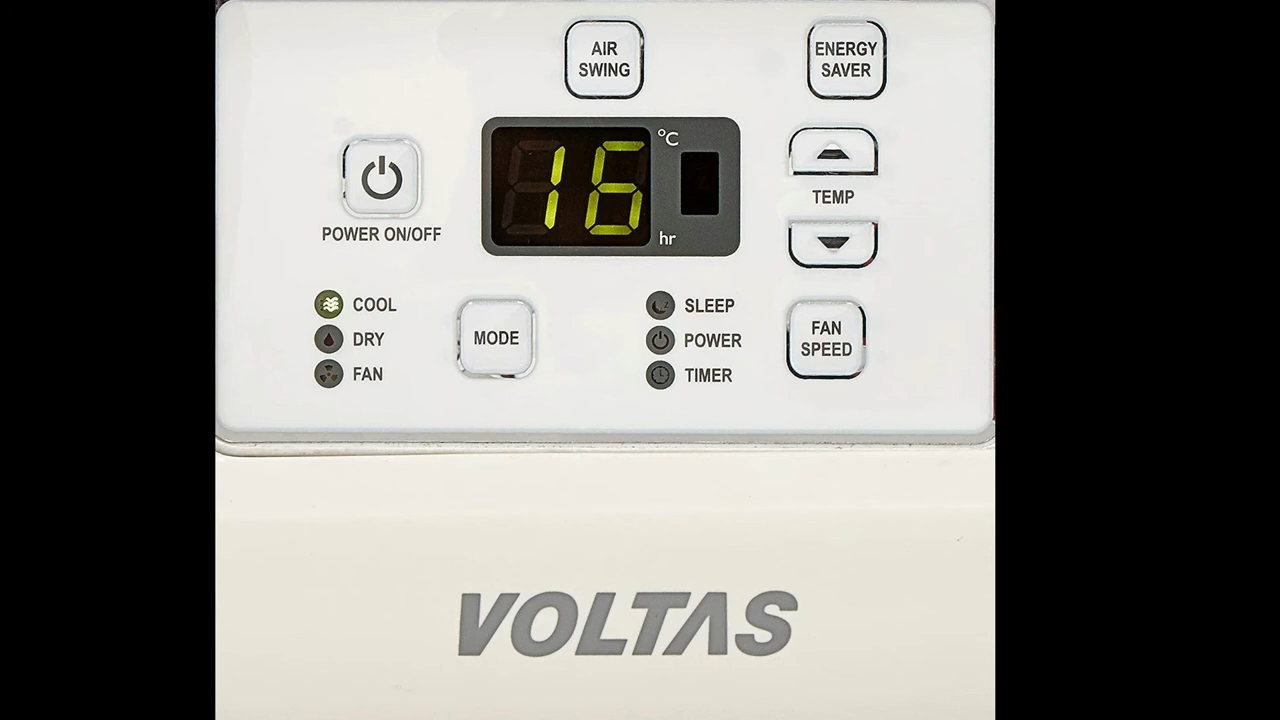 AIR
SWING
ENERGY
SAVER
16
°C
hr
TEMP
POWER ON/OFF
COOL
DRY
FAN
MODE
SLEEP
POWER
TIMER
FAN
SPEED
VOLTAS